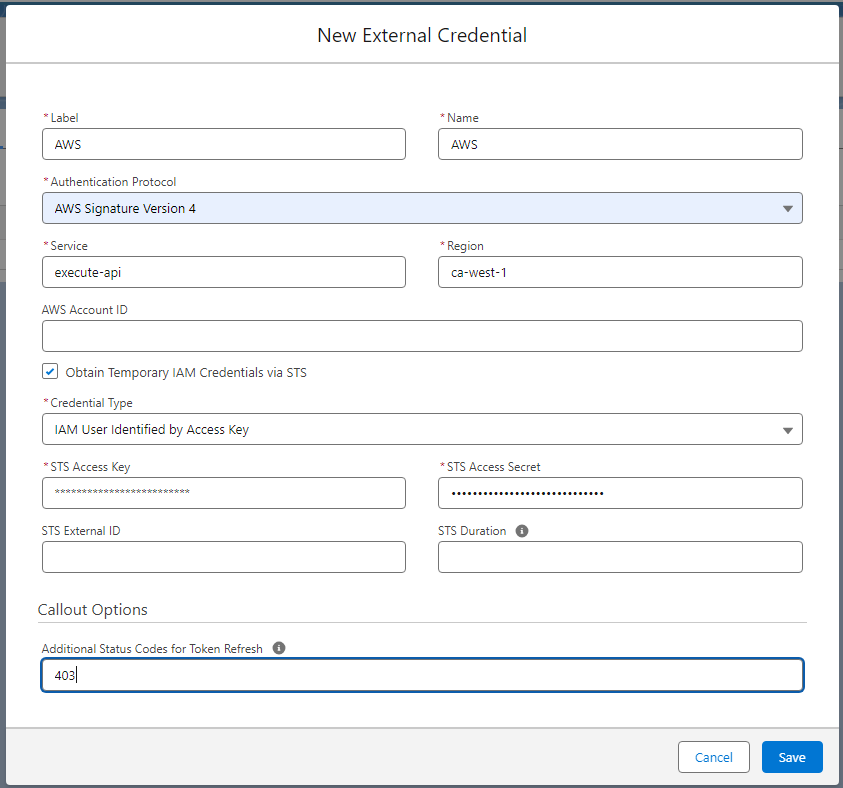 New External Credential
*Label *Name
AWS AWS
*Authentication Protocol
AWS Signature Version 4
*Service *Region
execute-api ca-west-1
AWS Account ID
Obtain Temporary IAM Credentials via STS
*Credential Type
IAM User Identified by Access Key
*STS Access Key *STS Access Secret
************************* •••••••••••••••••••••••••••••
STS External ID STS Duration i
Callout Options
Additional Status Codes for Token Refresh i
403
Cancel Save